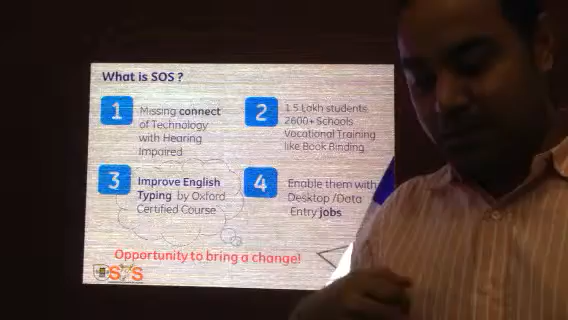 What is SOS ?
1
Missing connect
of Technology
with Hearing
Impaired
2
1.5 Lakh students
2600+ Schools
Vocational Training
like Book Binding
3
Improve English
Typing by Oxford
Certified Course
4
Enable them with
Desktop /Data
Entry jobs
Opportunity to bring a change!
SOS